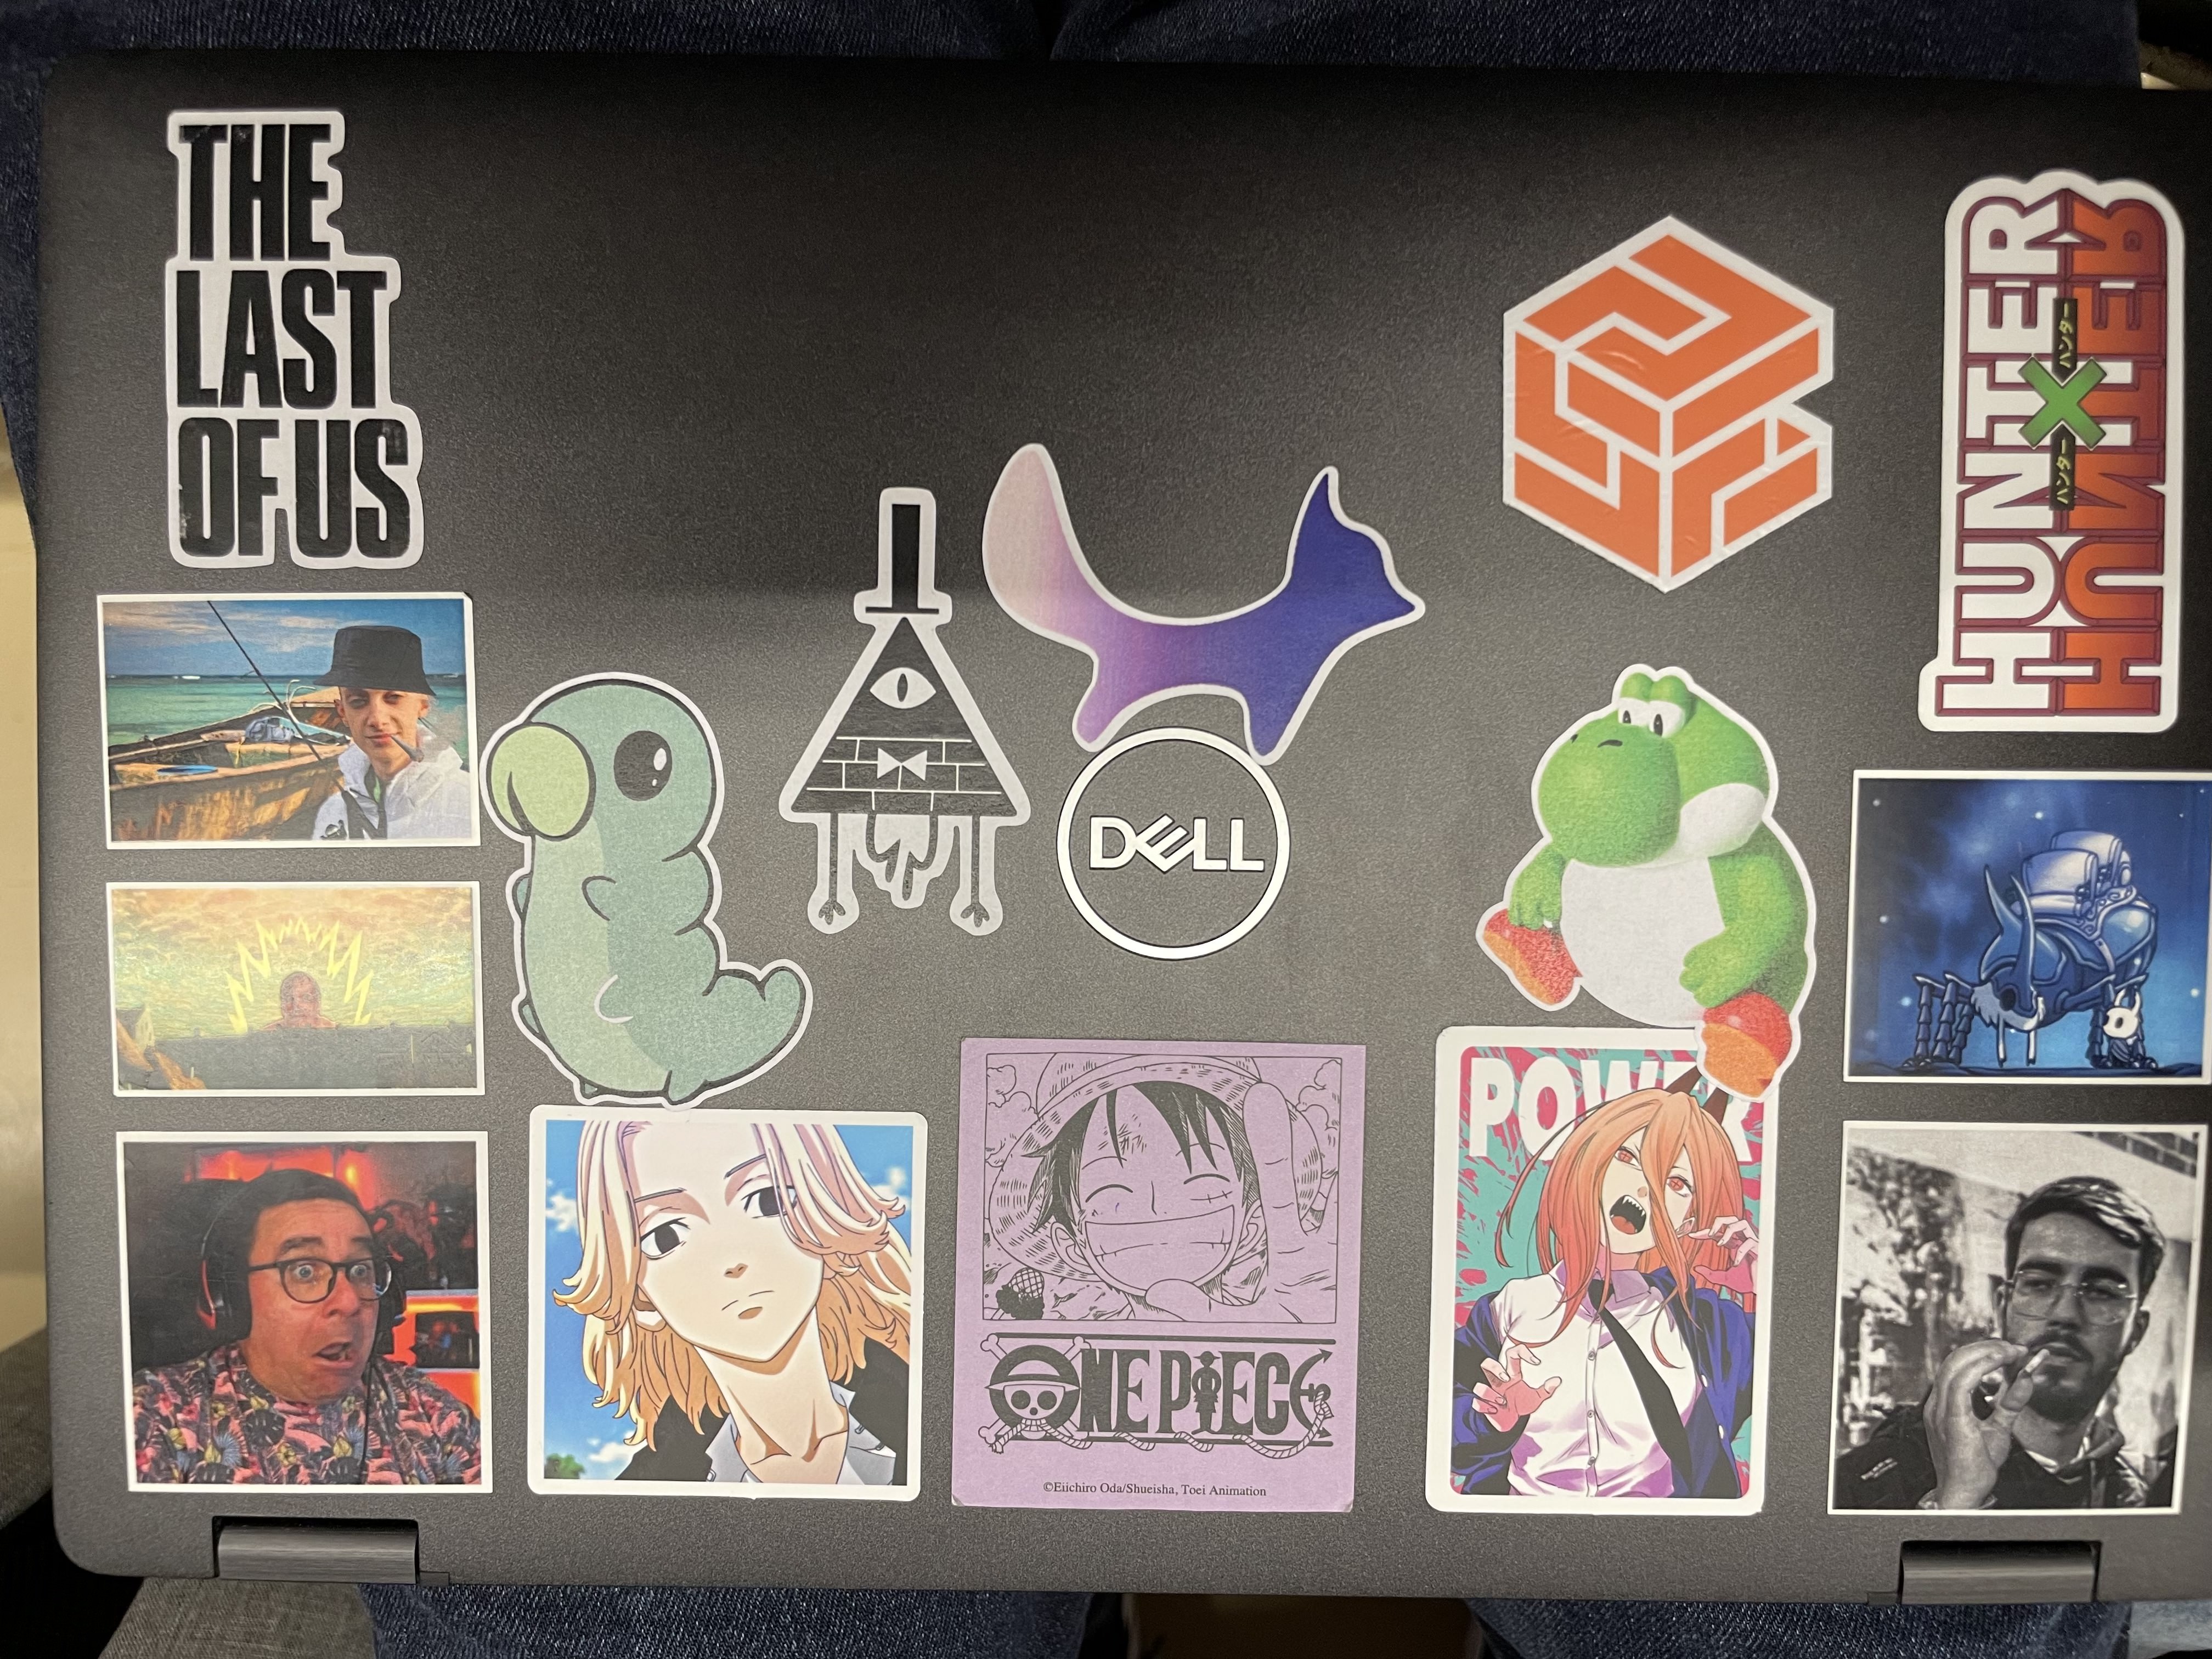 THE
LAST
OF US
HUNTER
ハンター
X
ハンター
HUNTER
DELL
POWER
ONE PIECE
©Eiichiro Oda/Shueisha, Toei Animation